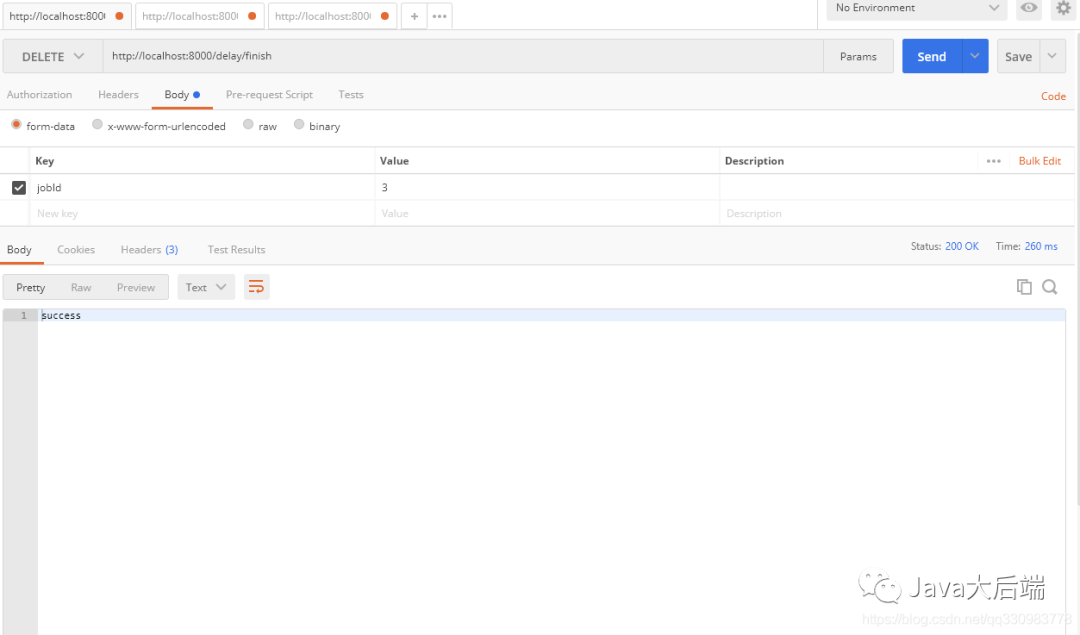 http://localhost:800 http://localhost:800 http://localhost:800 + ••• No Environment
DELETE http://localhost:8000/delay/finish Params Send Save
Authorization Headers Body Pre-request Script Tests Code
form-data x-www-form-urlencoded raw binary
Key Value Description ••• Bulk Edit
jobId 3
New key Value Description
Body Cookies Headers (3) Test Results Status: 200 OK Time: 260 ms
Pretty Raw Preview Text
1 success
Java大后端
https://blog.csdn.net/qq330983778